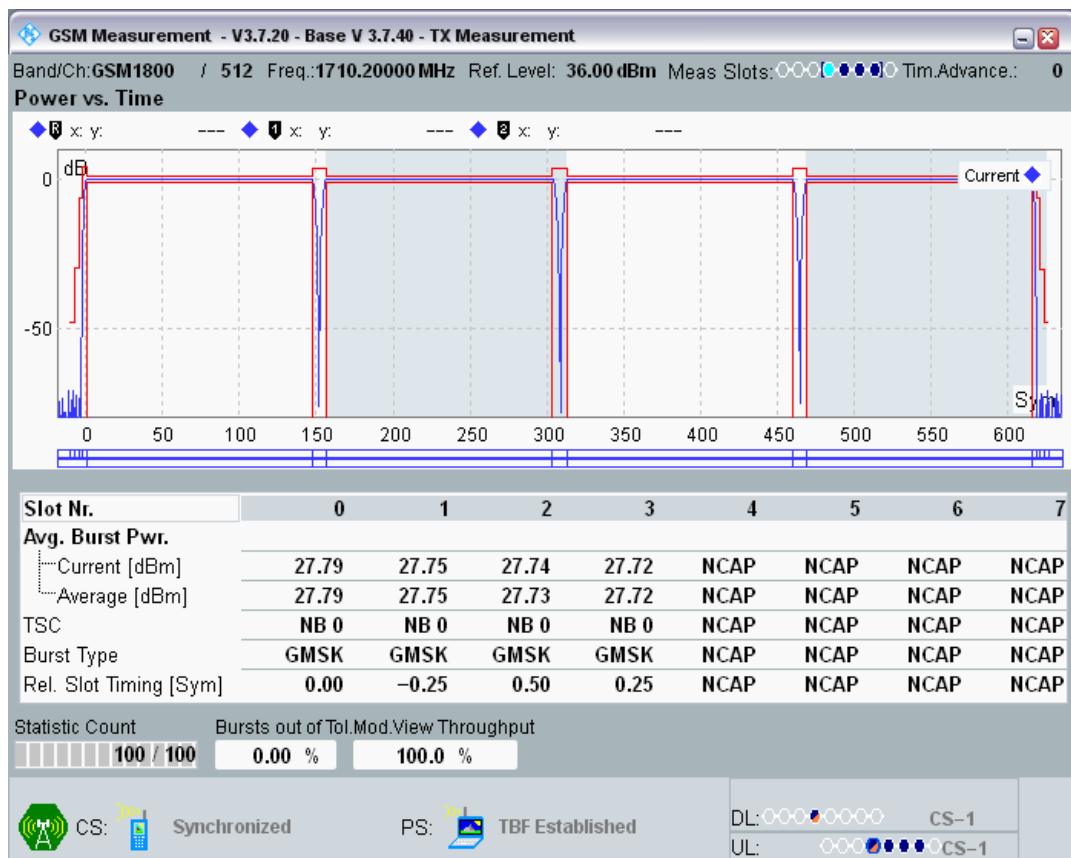 GSM Measurement - V3.7.20 - Base V 3.7.40 - TX Measurement
Band/Ch:GSM1800 / 512 Freq.:1710.20000 MHz Ref. Level: 36.00 dBm Meas Slots: Tim.Advance.: 0
Power vs. Time
R x: y: --- 1 x: y: --- 2 x: y: ---
dB
Current
0
-50
Sym
0 50 100 150 200 250 300 350 400 450 500 550 600
Slot Nr. 0 1 2 3 4 5 6 7
Avg. Burst Pwr.
Current [dBm] 27.79 27.75 27.74 27.72 NCAP NCAP NCAP NCAP
Average [dBm] 27.79 27.75 27.73 27.72 NCAP NCAP NCAP NCAP
TSC NB 0 NB 0 NB 0 NB 0 NCAP NCAP NCAP NCAP
Burst Type GMSK GMSK GMSK GMSK NCAP NCAP NCAP NCAP
Rel. Slot Timing [Sym] 0.00 −0.25 0.50 0.25 NCAP NCAP NCAP NCAP
Statistic Count Bursts out of Tol.Mod.View Throughput
100 / 100 0.00 % 100.0 %
CS: Synchronized PS: TBF Established
DL: CS−1
UL: CS−1